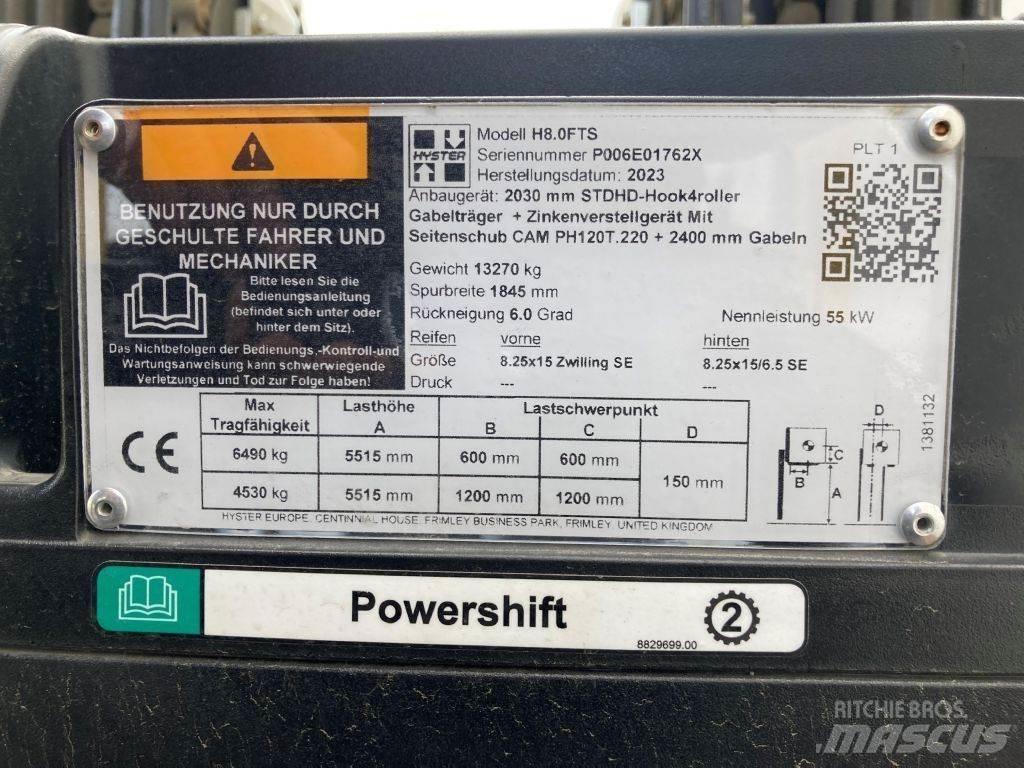 BENUTZUNG NUR DURCH
GESCHULTE FAHRER UND
MECHANIKER
Bitte lesen Sie die
Bedienungsanleitung
(befindet sich unter oder
hinter dem Sitz).
Das Nichtbefolgen der Bedienungs,-Kontroll-und
Wartungsanweisung kann schwerwiegende
Verletzungen und Tod zur Folge haben!
HYSTER
Modell H8.0FTS
Seriennummer P006E01762X
Herstellungsdatum: 2023
Anbaugerät: 2030 mm STDHD-Hook4roller
Gabelträger + Zinkenverstellgerät Mit
Seitenschub CAM PH120T.220 + 2400 mm Gabeln
PLT 1
Gewicht 13270 kg
Spurbreite 1845 mm
Rückneigung 6.0 Grad Nennleistung 55 kW
Reifen vorne hinten
Größe 8.25x15 Zwilling SE 8.25x15/6.5 SE
Druck --- ---
Max Tragfähigkeit Lasthöhe A Lastschwerpunkt B C D
6490 kg 5515 mm 600 mm 600 mm 150 mm
4530 kg 5515 mm 1200 mm 1200 mm
CE
D
B C A
1381132
HYSTER EUROPE, CENTINNIAL HOUSE, FRIMLEY BUSINESS PARK, FRIMLEY, UNITED KINGDOM
Powershift 2
8829699.00
RITCHIE BROS.
MASCUS